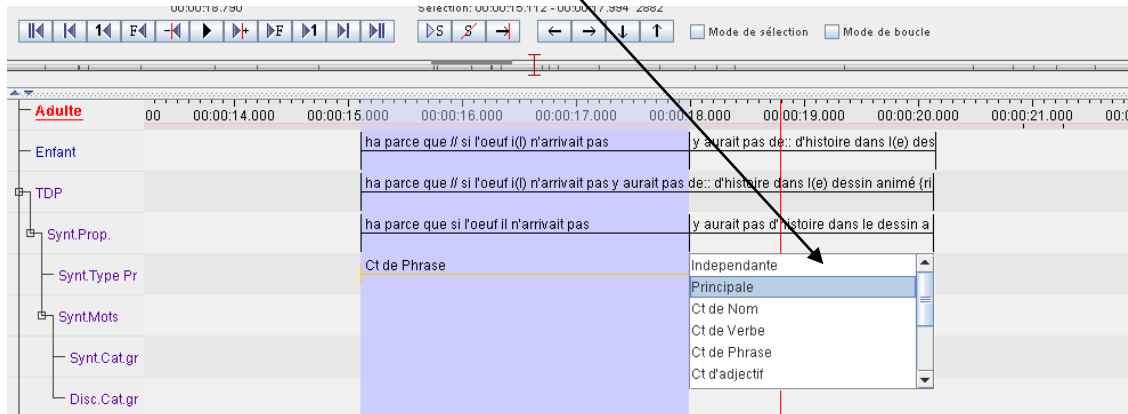 00:00:18.790 Selection: 00:00:15.112 - 00:00:17.994 2882
1 F F 1 S S Mode de sélection Mode de boucle
Adulte 00 00:00:14.000 00:00:15.000 00:00:16.000 00:00:17.000 00:00:18.000 00:00:19.000 00:00:20.000 00:00:21.000 00:0
Enfant ha parce que // si l'oeuf i(l) n'arrivait pas y aurait pas de:: d'histoire dans l(e) des
TDP ha parce que // si l'oeuf i(l) n'arrivait pas y aurait pas de:: d'histoire dans l(e) dessin animé {ri
Synt.Prop. ha parce que si l'oeuf il n'arrivait pas y aurait pas d'histoire dans le dessin a
Synt.Type Pr Ct de Phrase Independante
Principale
Synt.Mots Ct de Nom
Ct de Verbe
Synt.Cat.gr Ct de Phrase
Ct d'adjectif
Disc.Cat.gr